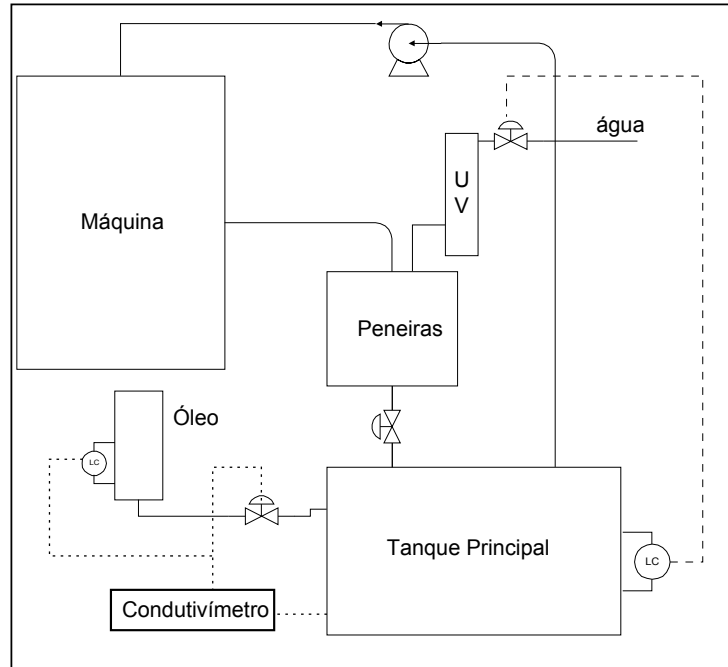 água
U
V
Máquina
Peneiras
Óleo
LC
Tanque Principal
LC
Condutivímetro